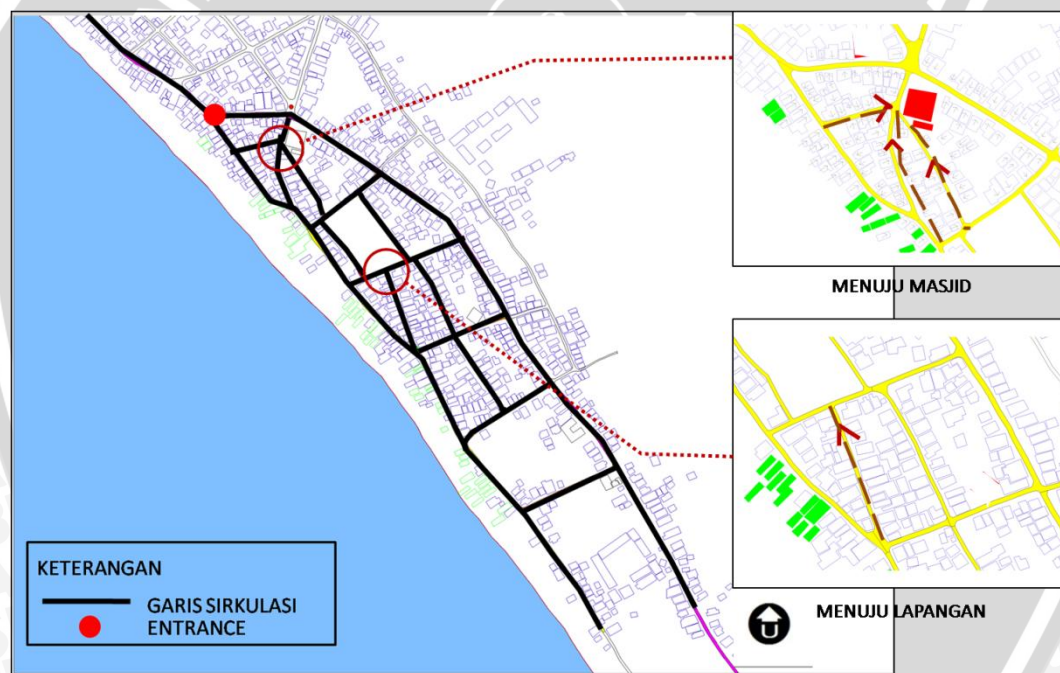 MENUJU MASJID
MENUJU LAPANGAN
U
KETERANGAN
GARIS SIRKULASI
ENTRANCE